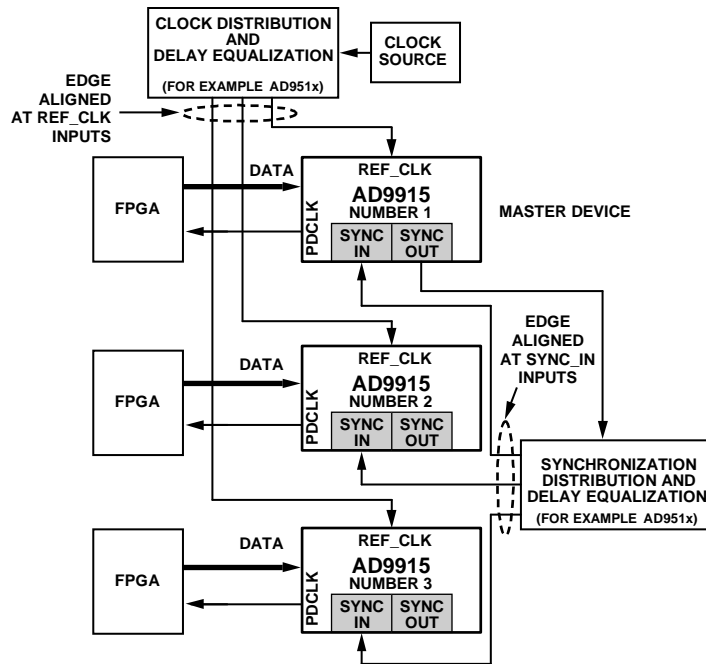 CLOCK DISTRIBUTION
AND
DELAY EQUALIZATION
(FOR EXAMPLE AD951x)
CLOCK
SOURCE
EDGE
ALIGNED
AT REF_CLK
INPUTS
FPGA
DATA
REF_CLK
AD9915
NUMBER 1
PDCLK
SYNC
IN
SYNC
OUT
MASTER DEVICE
EDGE
ALIGNED
AT SYNC_IN
INPUTS
FPGA
DATA
REF_CLK
AD9915
NUMBER 2
PDCLK
SYNC
IN
SYNC
OUT
SYNCHRONIZATION
DISTRIBUTION AND
DELAY EQUALIZATION
(FOR EXAMPLE AD951x)
FPGA
DATA
REF_CLK
AD9915
NUMBER 3
PDCLK
SYNC
IN
SYNC
OUT